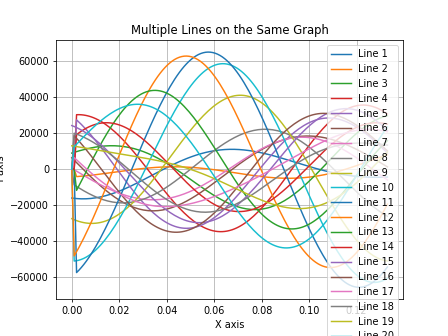 Multiple Lines on the Same Graph
60000
40000
20000
0
−20000
−40000
−60000
0.00
0.02
0.04
0.06
0.08
0.10
X axis
Line 1
Line 2
Line 3
Line 4
Line 5
Line 6
Line 7
Line 8
Line 9
Line 10
Line 11
Line 12
Line 13
Line 14
Line 15
Line 16
Line 17
Line 18
Line 19
Line 20